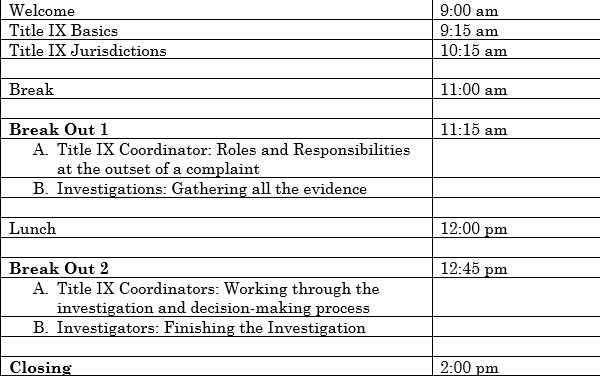 Welcome 9:00 am
Title IX Basics 9:15 am
Title IX Jurisdictions 10:15 am
Break 11:00 am
Break Out 1 11:15 am
A. Title IX Coordinator: Roles and Responsibilities
at the outset of a complaint
B. Investigations: Gathering all the evidence
Lunch 12:00 pm
Break Out 2 12:45 pm
A. Title IX Coordinators: Working through the
investigation and decision-making process
B. Investigators: Finishing the Investigation
Closing 2:00 pm